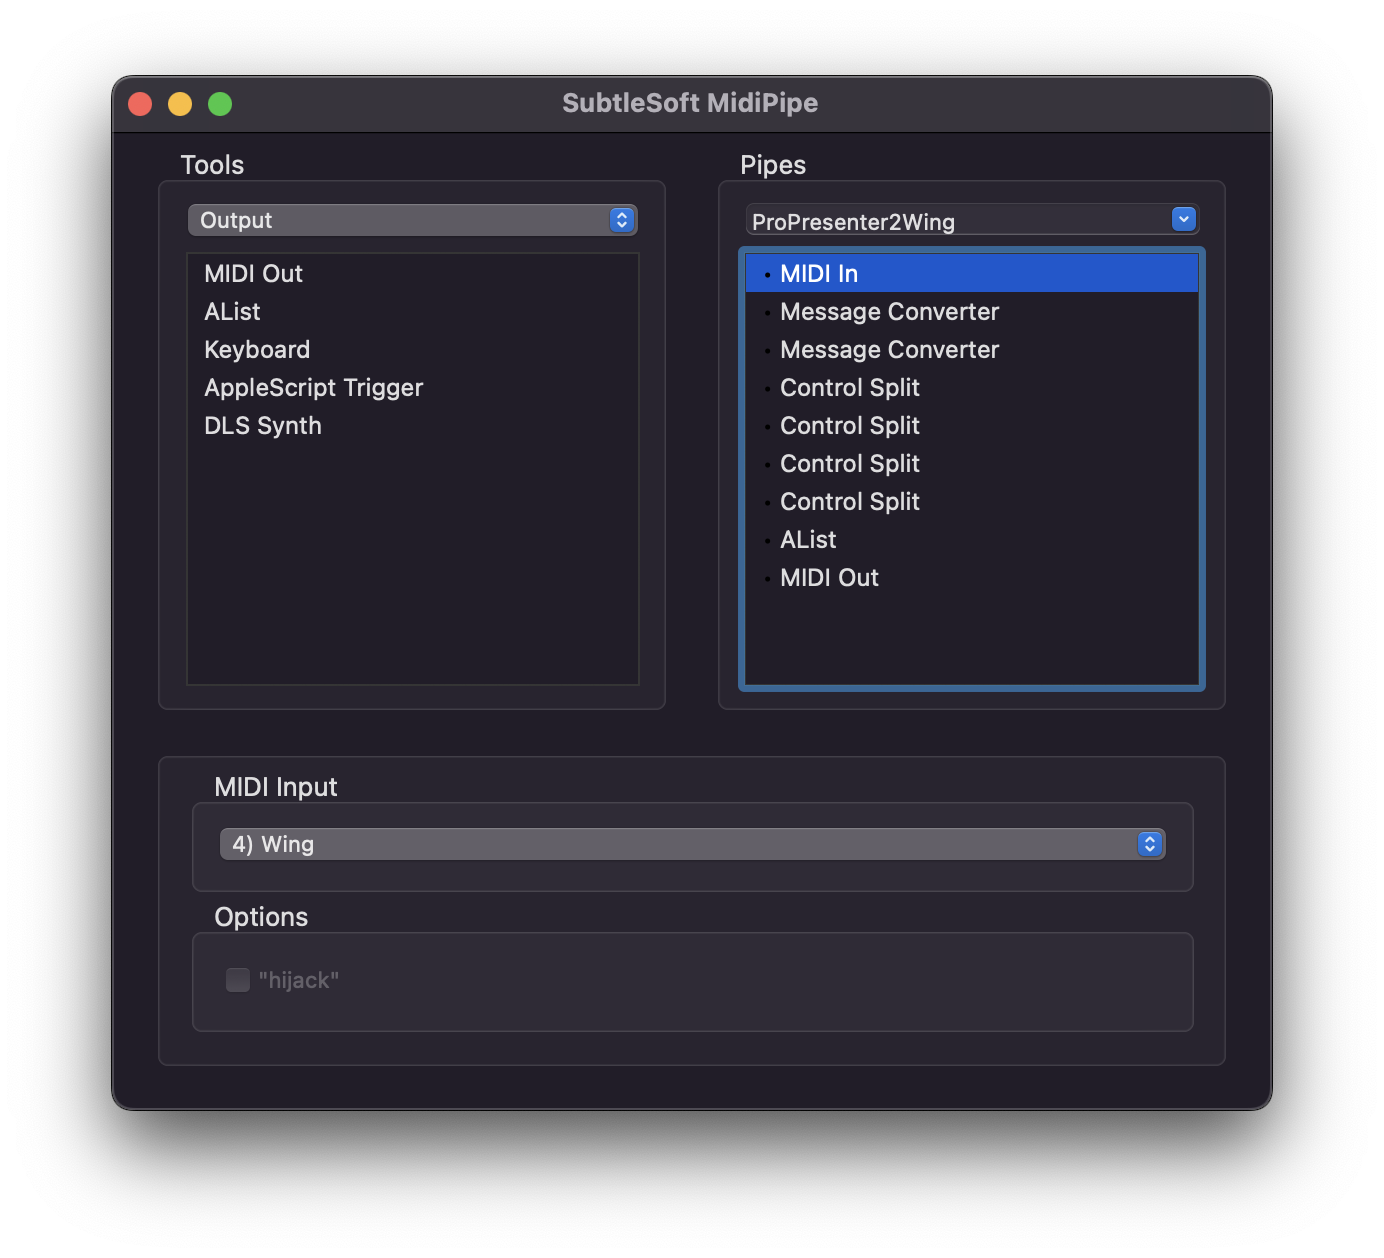 SubtleSoft MidiPipe
Tools
Output
MIDI Out
AList
Keyboard
AppleScript Trigger
DLS Synth
Pipes
ProPresenter2Wing
MIDI In
Message Converter
Message Converter
Control Split
Control Split
Control Split
Control Split
AList
MIDI Out
MIDI Input
4) Wing
Options
"hijack"